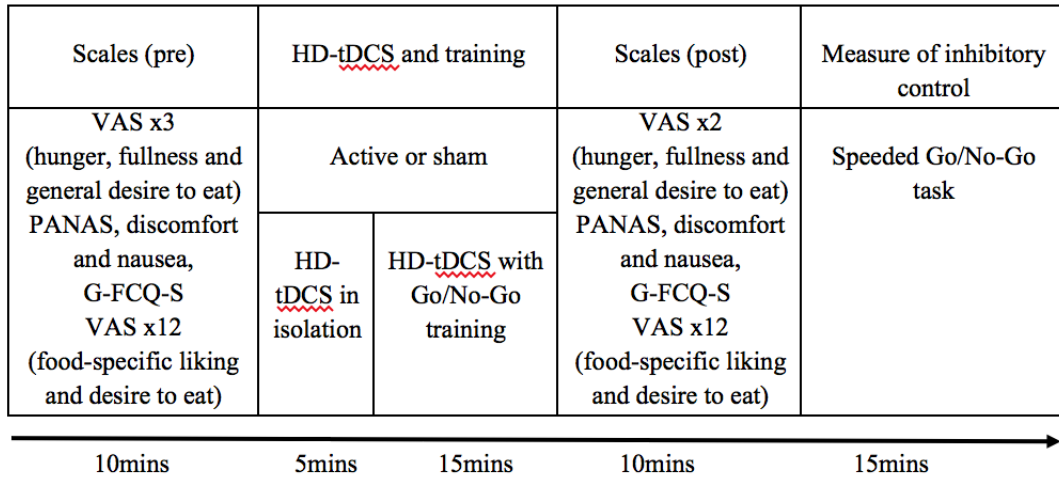 Scales (pre)
HD-tDCS and training
Scales (post)
Measure of inhibitory
control
VAS x3
(hunger, fullness and
general desire to eat)
PANAS, discomfort
and nausea,
G-FCQ-S
VAS x12
(food-specific liking
and desire to eat)
Active or sham
HD-
tDCS in
isolation
HD-tDCS with
Go/No-Go
training
VAS x2
(hunger, fullness and
general desire to eat)
PANAS, discomfort
and nausea,
G-FCQ-S
VAS x12
(food-specific liking
and desire to eat)
Speeded Go/No-Go
task
10mins
5mins
15mins
10mins
15mins